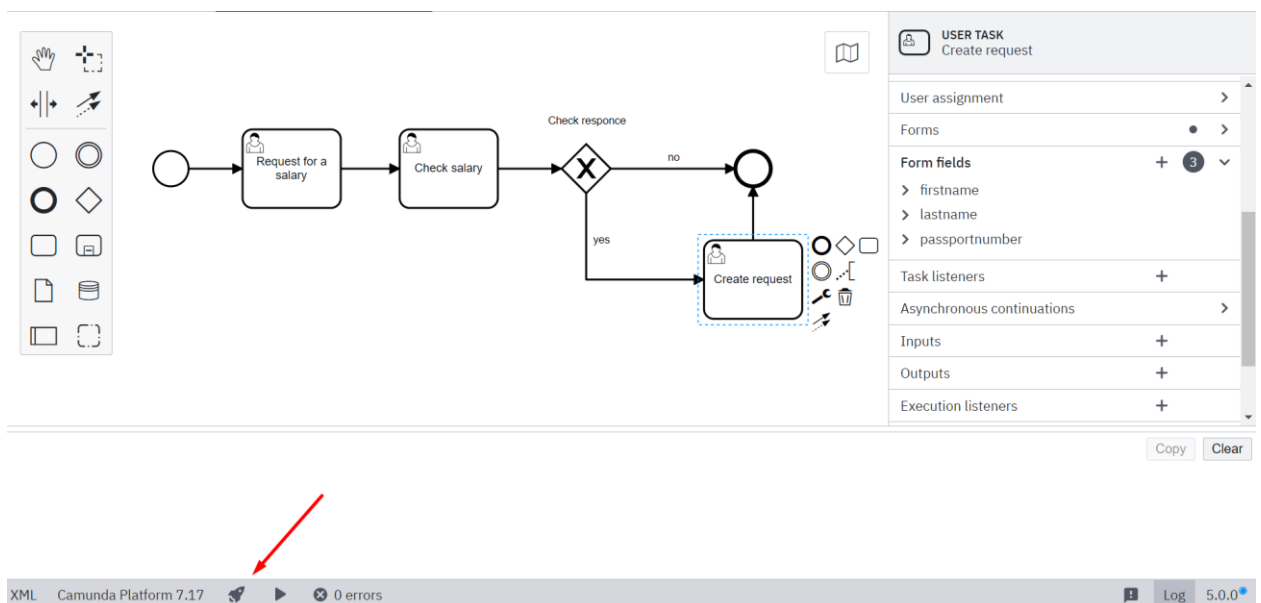 USER TASK
Create request
Check responce
Request for a
salary
Check salary
no
yes
Create request
User assignment
Forms
Form fields
3
firstname
lastname
passportnumber
Task listeners
Asynchronous continuations
Inputs
Outputs
Execution listeners
Copy
Clear
XML
Camunda Platform 7.17
0 errors
Log
5.0.0